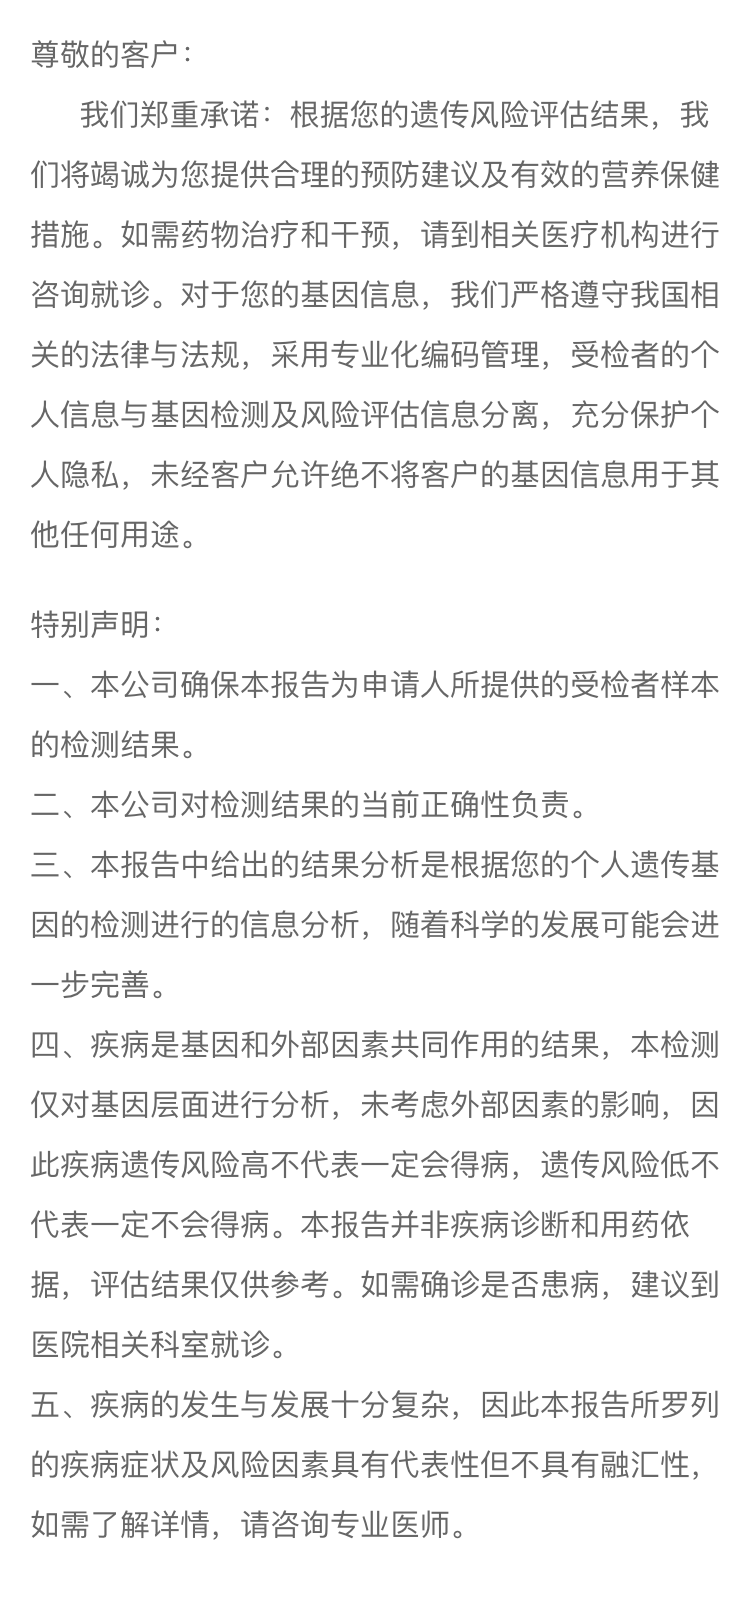 尊敬的客户：
我们郑重承诺：根据您的遗传风险评估结果，我
们将竭诚为您提供合理的预防建议及有效的营养保健
措施。如需药物治疗和干预，请到相关医疗机构进行
咨询就诊。对于您的基因信息，我们严格遵守我国相
关的法律与法规，采用专业化编码管理，受检者的个
人信息与基因检测及风险评估信息分离，充分保护个
人隐私，未经客户允许绝不将客户的基因信息用于其
他任何用途。
特别声明：
一、本公司确保本报告为申请人所提供的受检者样本
的检测结果。
二、本公司对检测结果的当前正确性负责。
三、本报告中给出的结果分析是根据您的个人遗传基
因的检测进行的信息分析，随着科学的发展可能会进
一步完善。
四、疾病是基因和外部因素共同作用的结果，本检测
仅对基因层面进行分析，未考虑外部因素的影响，因
此疾病遗传风险高不代表一定会得病，遗传风险低不
代表一定不会得病。本报告并非疾病诊断和用药依
据，评估结果仅供参考。如需确诊是否患病，建议到
医院相关科室就诊。
五、疾病的发生与发展十分复杂，因此本报告所罗列
的疾病症状及风险因素具有代表性但不具有融汇性，
如需了解详情，请咨询专业医师。